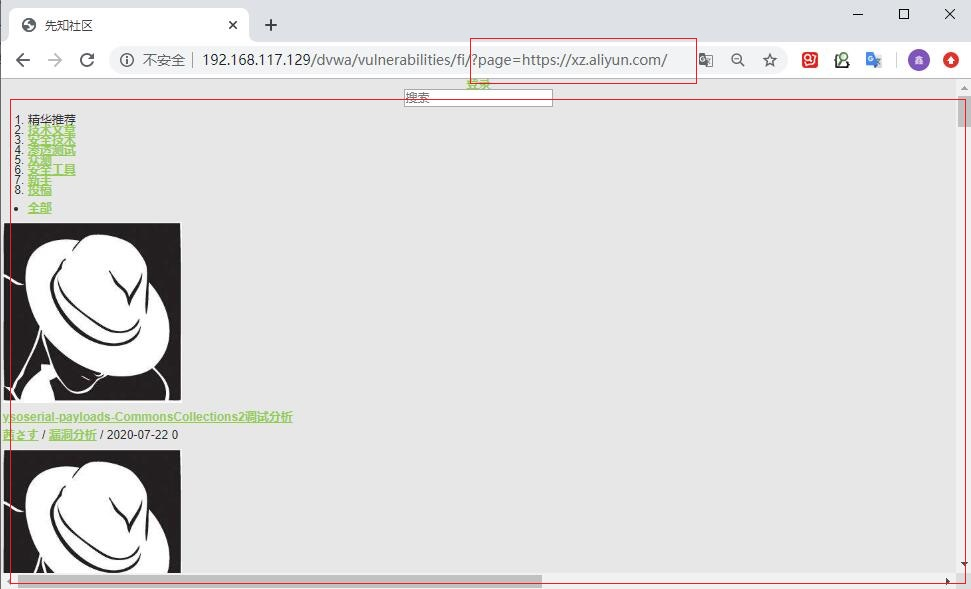 先知社区
不安全 192.168.117.129/dvwa/vulnerabilities/fi/?page=https://xz.aliyun.com/ 鑫
登录
搜索
1. 精华推荐
2. 技术文章
3. 安全技术
4. 渗透测试
5. 众测
6. 安全工具
7. 新手
8. 投稿
• 全部
ysoserial-payloads-CommonsCollections2调试分析
茜さす / 漏洞分析 / 2020-07-22 0